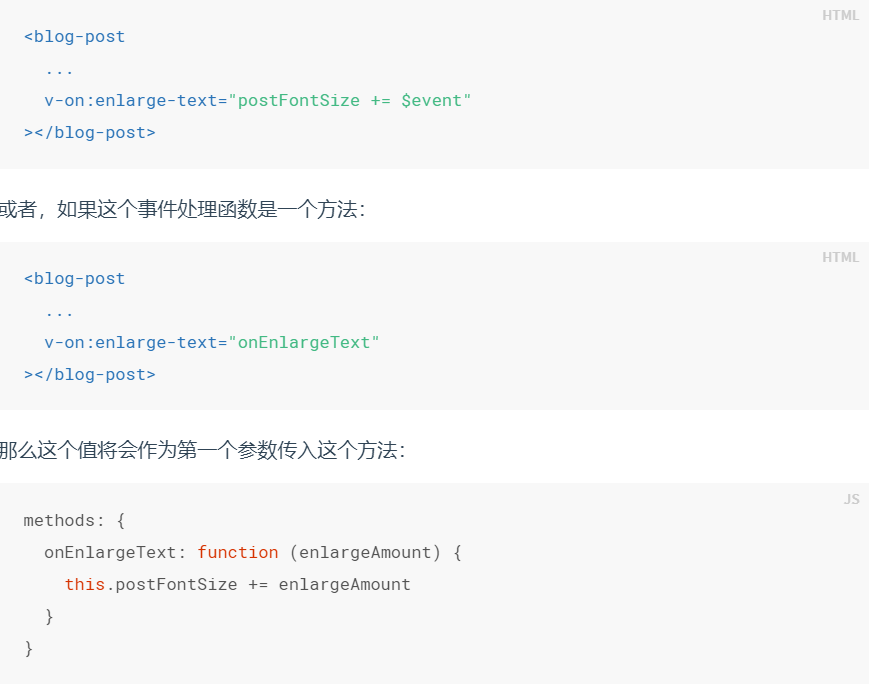 HTML
<blog-post
  ...
  v-on:enlarge-text="postFontSize += $event"
></blog-post>
或者，如果这个事件处理函数是一个方法：
HTML
<blog-post
  ...
  v-on:enlarge-text="onEnlargeText"
></blog-post>
那么这个值将会作为第一个参数传入这个方法：
JS
methods: {
  onEnlargeText: function (enlargeAmount) {
    this.postFontSize += enlargeAmount
  }
}